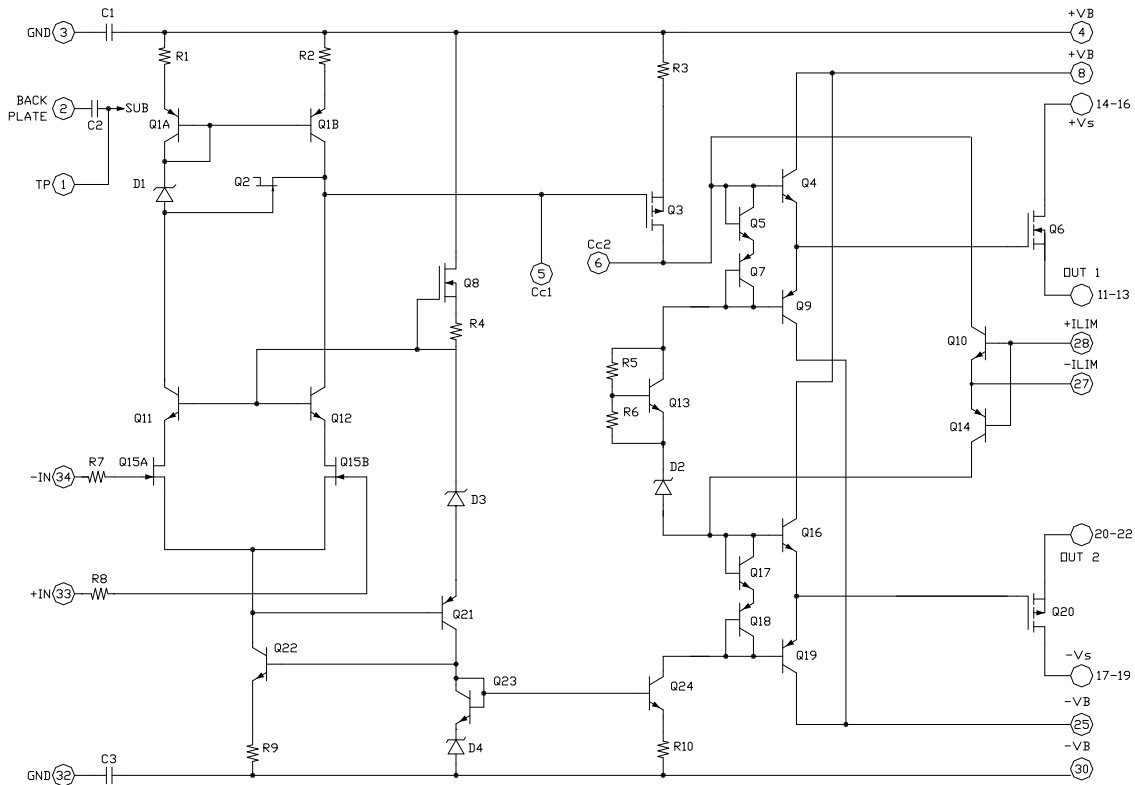 C1
+VB
GND 3
4
R1
R2
+VB
R3
8
BACK
PLATE
2
SUB
C2
Q1A
Q1B
14-16
+Vs
TP 1
D1
Q2
Q4
Q3
Q5
Q6
Cc2
6
5
Cc1
Q7
Q8
OUT 1
11-13
Q9
R4
+ILIM
28
Q10
R5
-ILIM
27
Q11
Q12
R6
Q13
Q14
R7
Q15A
Q15B
-IN 34
D2
D3
Q16
20-22
OUT 2
R8
+IN 33
Q17
Q21
Q18
Q20
Q22
Q19
-Vs
17-19
Q23
Q24
-VB
25
R9
D4
R10
-VB
C3
GND 32
30